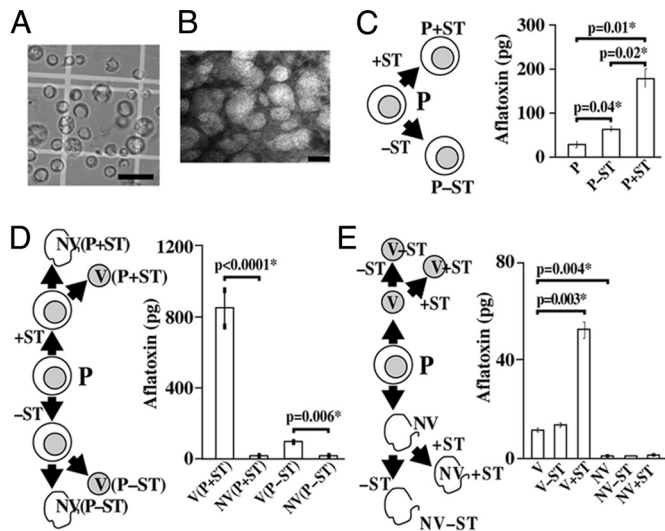 A
B
C
P+ST
+ST
P
−ST
P−ST
Aflatoxin (pg)
300
200
100
0
p=0.01*
p=0.02*
p=0.04*
P
P−ST
P+ST
D
NV(P+ST)
V(P+ST)
+ST
P
−ST
V(P−ST)
NV(P−ST)
Aflatoxin (pg)
1200
800
400
0
p<0.0001*
p=0.006*
V(P+ST)
NV(P+ST)
V(P−ST)
NV(P−ST)
E
V−ST
−ST
V+ST
V
+ST
P
NV
+ST
−ST
NV+ST
NV−ST
Aflatoxin (pg)
80
40
0
p=0.004*
p=0.003*
V
V−ST
V+ST
NV
NV−ST
NV+ST